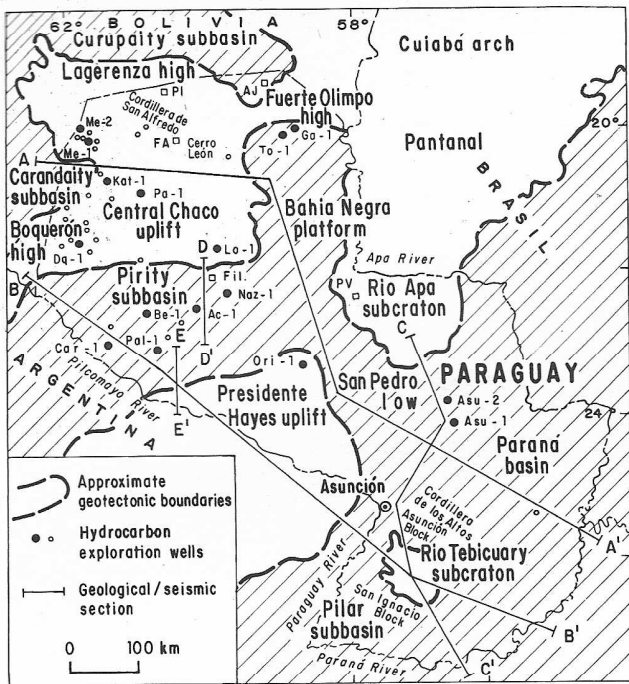 62
BOLIVIA
58
Curupaity subbasin
Cuiabá arch
Lagerenza high
PI
AJ
Cordillera de
San Alfredo
Fuerte Olimpo
high
Me-2
FA
Cerro
León
Ga-1
To-1
20°
Pantanal
Me-1
A
Carandaity
subbasin
Kat-1
Pa-1
Central Chaco
uplift
Boquerón
high
Dq-1
Bahia Negra
platform
BRASIL
D
Lo-1
Apa River
Pirity
subbasin
Fil.
PV
Rio Apa
subcraton
B
Naz-1
Be-1
E
Ac-1
C
Car-1
Pal-1
D'
Ori-1
ARGENTINA
Pilcomayo
River
E'
Presidente
Hayes uplift
San Pedro
low
PARAGUAY
Asu-2
Asu-1
24
Paraná
basin
Approximate
geotectonic boundaries
Asunción
Hydrocarbon
exploration wells
Cordillera
de los Altos
Asunción
Block
A'
Geological/seismic
section
Paraguay River
Rio Tebicuary
subcraton
San Ignacio
Block
Pilar
subbasin
B'
0 100 km
Paraná River
C'